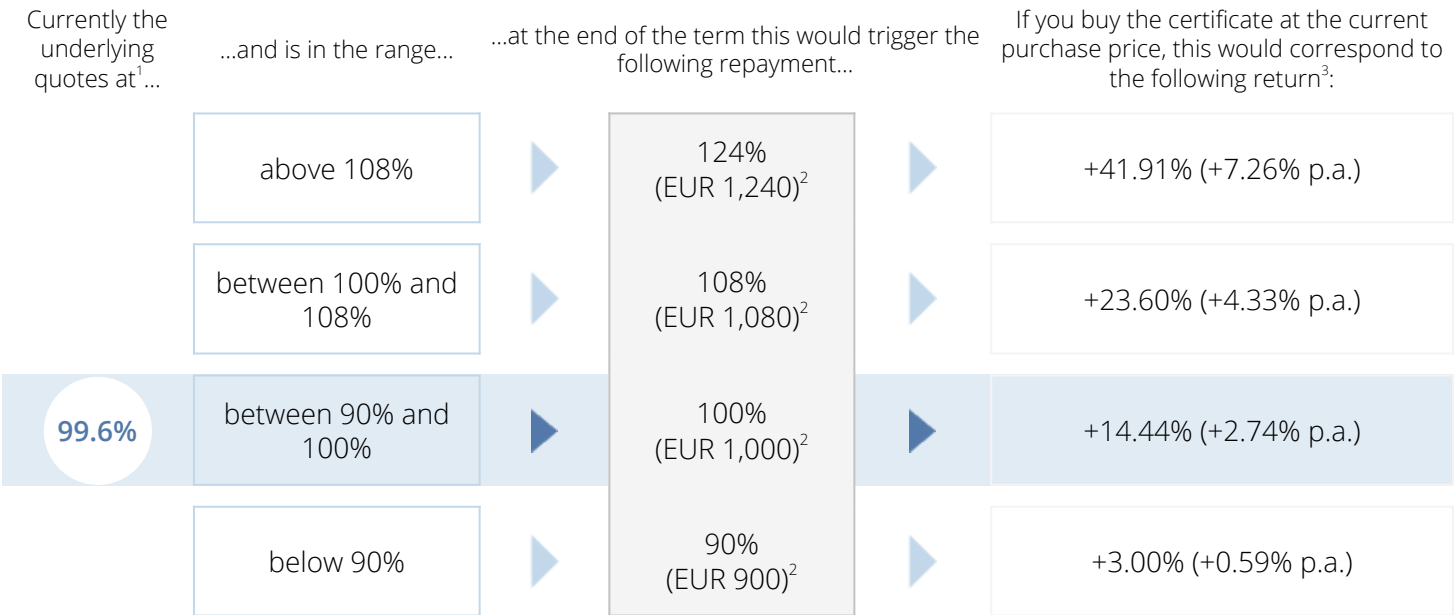 Currently the
underlying
quotes at¹...
...and is in the range...
...at the end of the term this would trigger the
following repayment...
If you buy the certificate at the current
purchase price, this would correspond to
the following return³:
above 108%
124%
(EUR 1,240)²
+41.91% (+7.26% p.a.)
between 100% and
108%
108%
(EUR 1,080)²
+23.60% (+4.33% p.a.)
99.6%
between 90% and
100%
100%
(EUR 1,000)²
+14.44% (+2.74% p.a.)
below 90%
90%
(EUR 900)²
+3.00% (+0.59% p.a.)